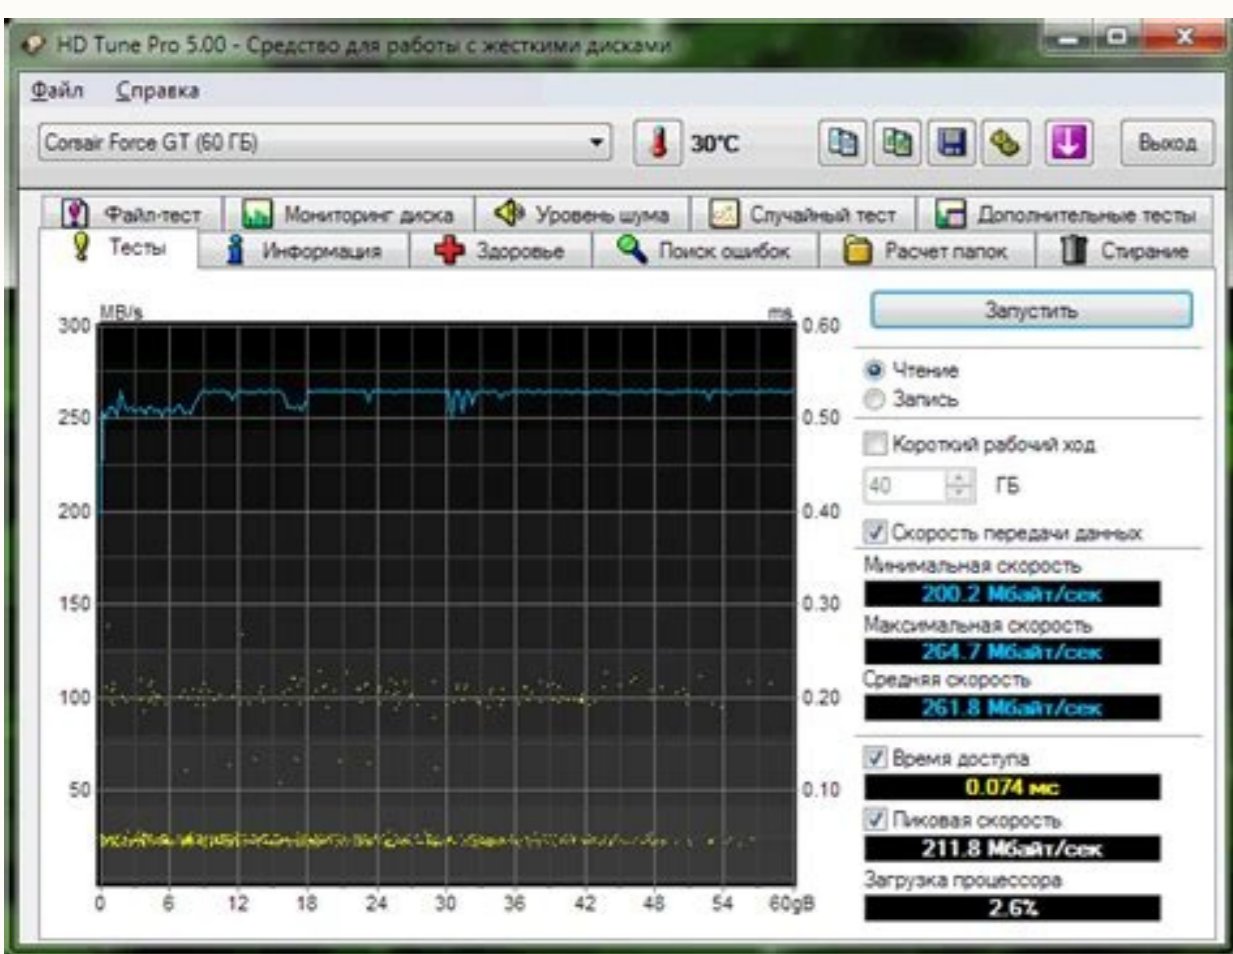 HD Tune Pro 5.00 - Средство для работы с жесткими дисками
Файл Справка
Corsair Force GT (60 ГБ) 30°C Выход
Файл-тест Мониторинг диска Уровень шума Случайный тест Дополнительные тесты
Тесты Информация Здоровье Поиск ошибок Расчет папок Стирание
MB/s ms
300 0.60
250 0.50
200 0.40
150 0.30
100 0.20
50 0.10
0 6 12 18 24 30 36 42 48 54 60gB
Запустить
Чтение
Запись
Короткий рабочий ход
40 ГБ
Скорость передачи данных
Минимальная скорость
200.2 Мбайт/сек
Максимальная скорость
264.7 Мбайт/сек
Средняя скорость
261.8 Мбайт/сек
Время доступа
0.074 мс
Пиковая скорость
211.8 Мбайт/сек
Загрузка процессора
2.6%